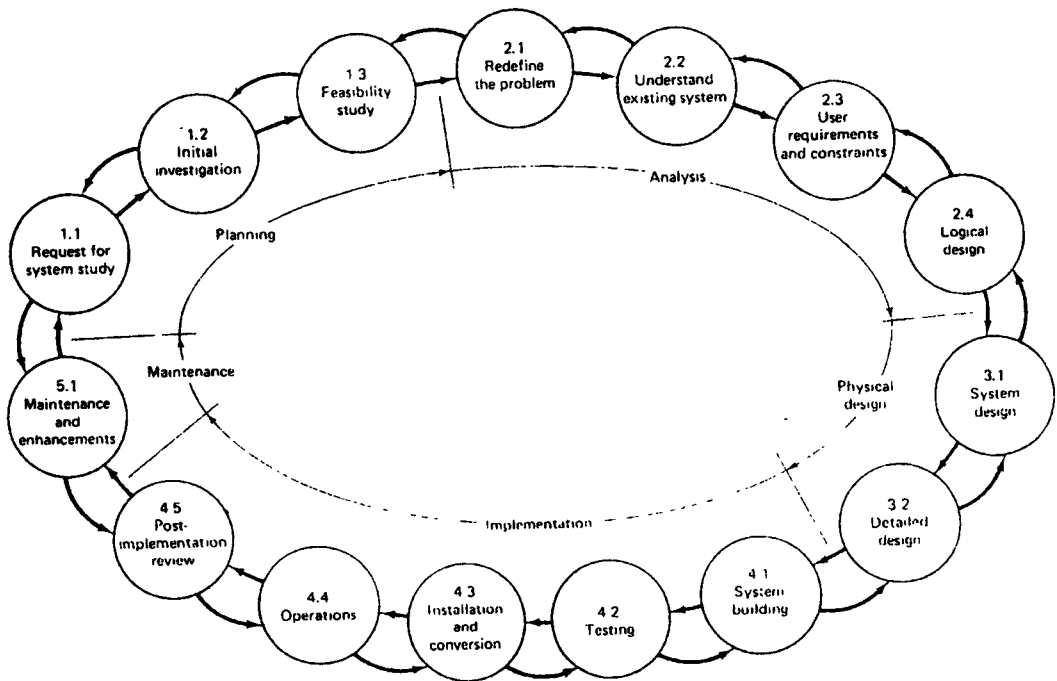 1.1
Request for
system study
1.2
Initial
investigation
1.3
Feasibility
study
2.1
Redefine
the problem
2.2
Understand
existing system
2.3
User
requirements
and constraints
2.4
Logical
design
3.1
System
design
3.2
Detailed
design
4.1
System
building
4.2
Testing
4.3
Installation
and
conversion
4.4
Operations
4.5
Post-
implementation
review
5.1
Maintenance
and
enhancements
Planning
Analysis
Physical
design
Implementation
Maintenance